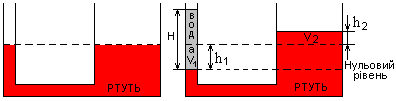 РТУТЬ
H
вода
V₁
h₁
V₂
h₂
Нульовий
рівень
РТУТЬ